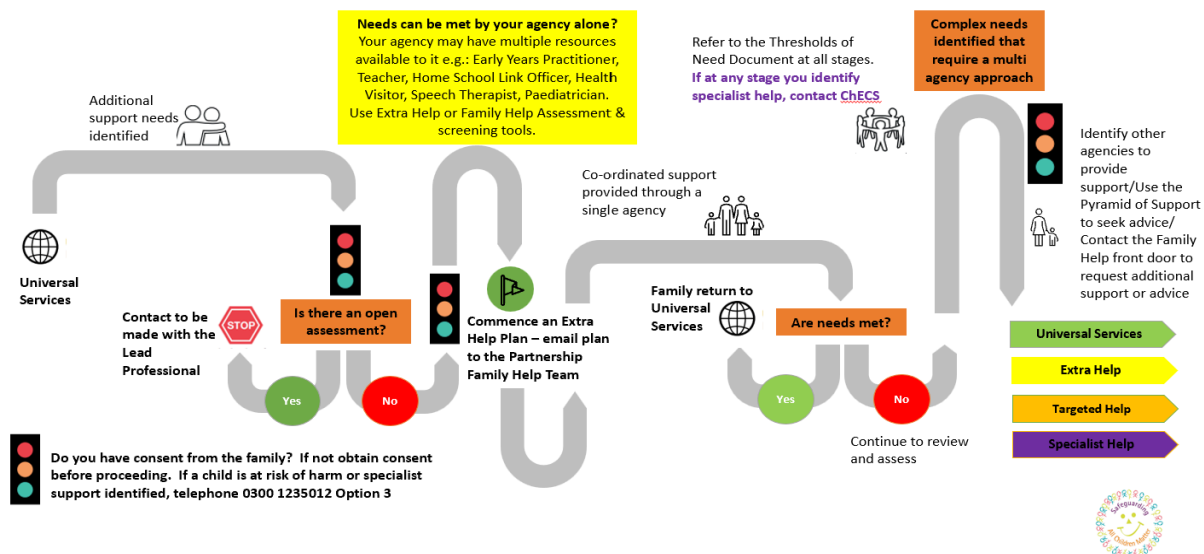 Needs can be met by your agency alone?
Your agency may have multiple resources
available to it e.g.: Early Years Practitioner,
Teacher, Home School Link Officer, Health
Visitor, Speech Therapist, Paediatrician.
Use Extra Help or Family Help Assessment &
screening tools.
Refer to the Thresholds of
Need Document at all stages.
If at any stage you identify
specialist help, contact ChECS
Complex needs
identified that
require a multi
agency approach
Additional
support needs
identified
Identify other
agencies to
provide
support/Use the
Pyramid of Support
to seek advice/
Contact the Family
Help front door to
request additional
support or advice
Co-ordinated support
provided through a
single agency
Universal
Services
Contact to be
made with the
Lead
Professional
STOP
Is there an open
assessment?
Yes
No
Commence an Extra
Help Plan – email plan
to the Partnership
Family Help Team
Family return to
Universal
Services
Are needs met?
Yes
No
Continue to review
and assess
Universal Services
Extra Help
Targeted Help
Specialist Help
Do you have consent from the family?  If not obtain consent
before proceeding.  If a child is at risk of harm or specialist
support identified, telephone 0300 1235012 Option 3
Safeguarding
All Children Matter